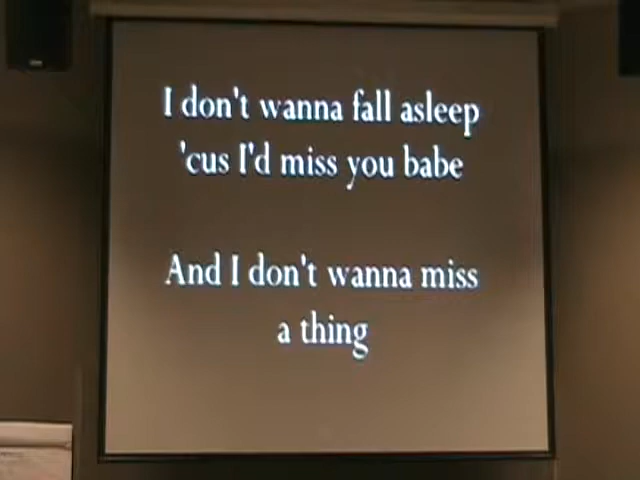 I don't wanna fall asleep
'cus I'd miss you babe
And I don't wanna miss
a thing